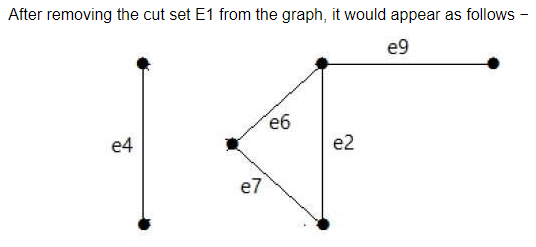 After removing the cut set E1 from the graph, it would appear as follows −
e9
e6
e4
e2
e7